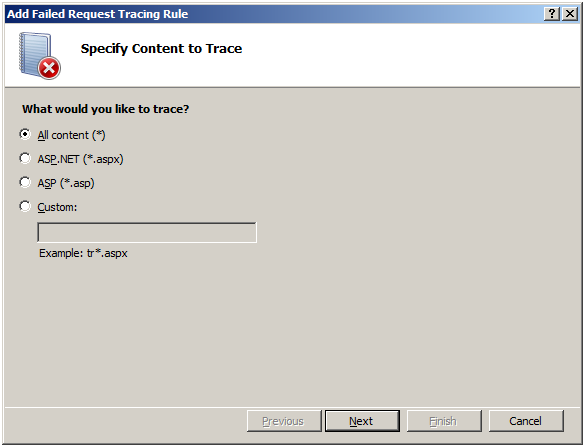 Add Failed Request Tracing Rule
Specify Content to Trace
What would you like to trace?
All content (*)
ASP.NET (*.aspx)
ASP (*.asp)
Custom:
Example: tr*.aspx
Previous Next Finish Cancel